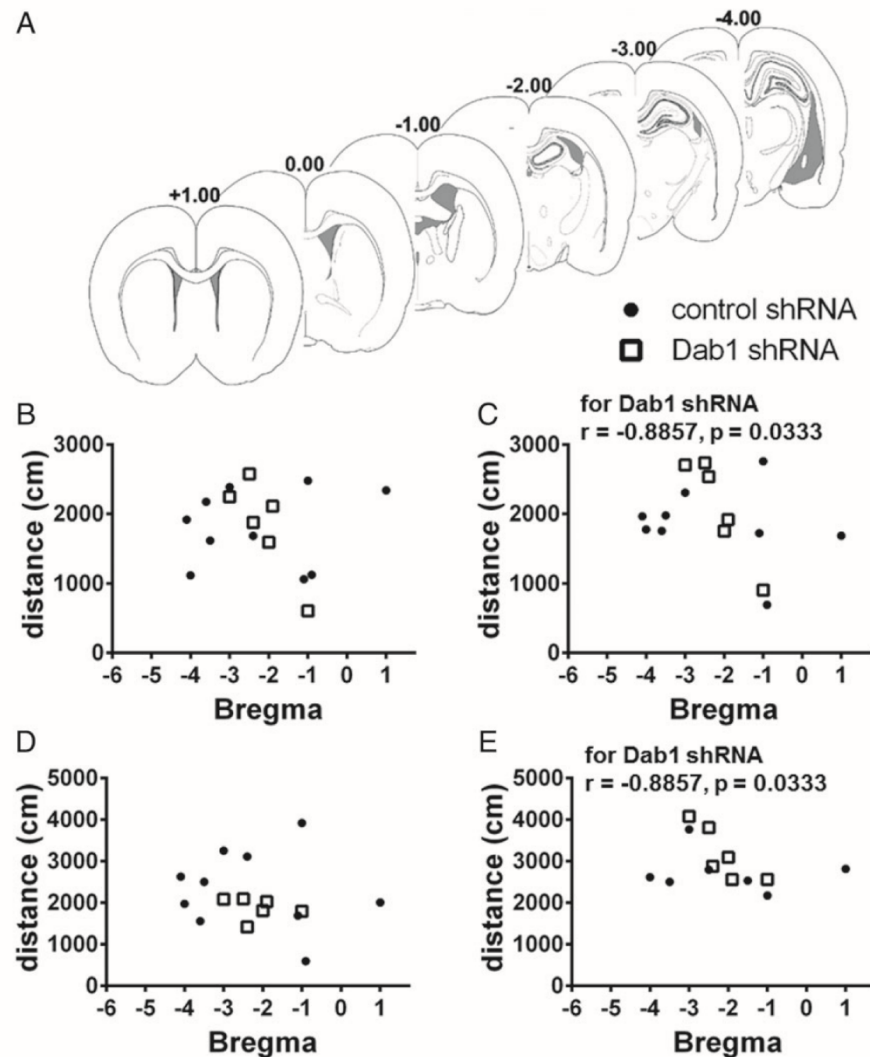 A
-4.00
-3.00
-2.00
-1.00
0.00
+1.00
control shRNA
Dab1 shRNA
B
distance (cm)
3000
2000
1000
0
-6 -5 -4 -3 -2 -1 0 1
Bregma
C
for Dab1 shRNA
r = -0.8857, p = 0.0333
distance (cm)
3000
2000
1000
0
-6 -5 -4 -3 -2 -1 0 1
Bregma
D
distance (cm)
5000
4000
3000
2000
1000
0
-6 -5 -4 -3 -2 -1 0 1
Bregma
E
for Dab1 shRNA
r = -0.8857, p = 0.0333
distance (cm)
5000
4000
3000
2000
1000
0
-6 -5 -4 -3 -2 -1 0 1
Bregma